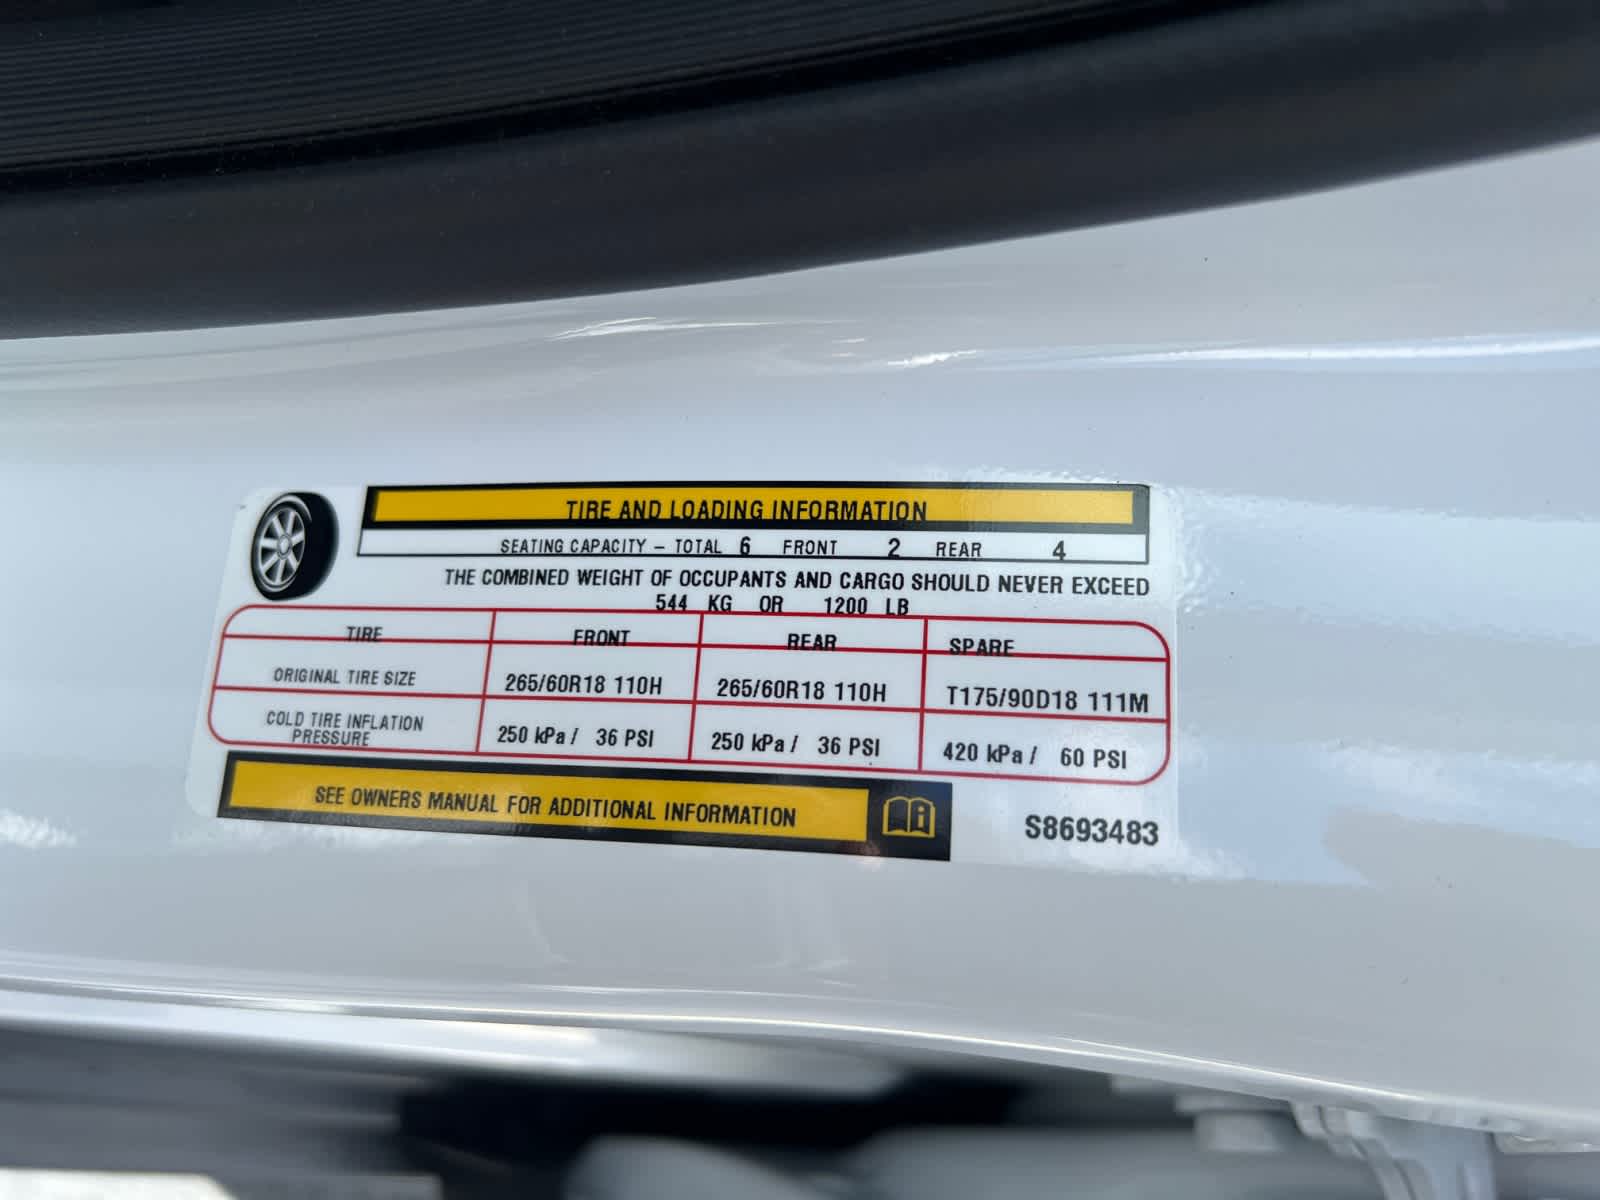 TIRE AND LOADING INFORMATION
SEATING CAPACITY – TOTAL 6 FRONT 2 REAR 4
THE COMBINED WEIGHT OF OCCUPANTS AND CARGO SHOULD NEVER EXCEED
544 KG OR 1200 LB
TIRE FRONT REAR SPARE
ORIGINAL TIRE SIZE 265/60R18 110H 265/60R18 110H T175/90D18 111M
COLD TIRE INFLATION
PRESSURE 250 kPa / 36 PSI 250 kPa / 36 PSI 420 kPa / 60 PSI
SEE OWNERS MANUAL FOR ADDITIONAL INFORMATION
S8693483